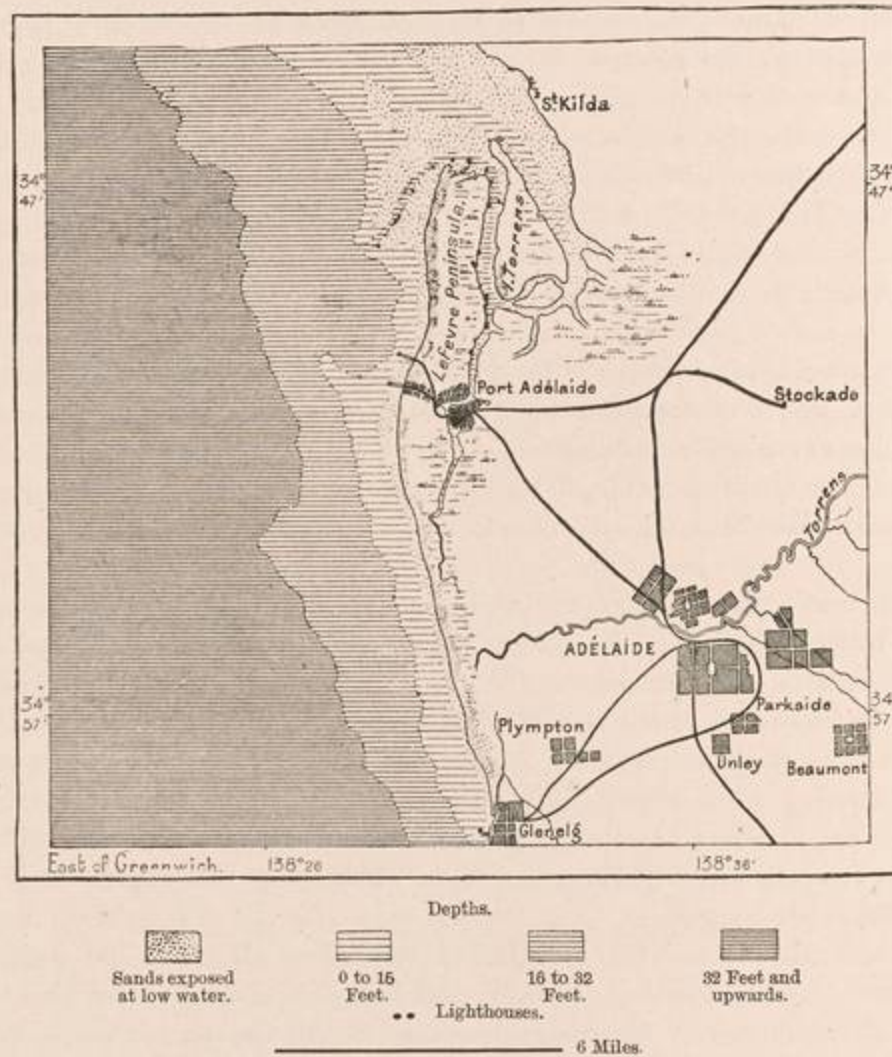 St. Kilda
34°
47'
34°
47'
Lefevre Peninsula.
I. Torrens
Port Adélaide
Stockade
Torrens
ADÉLAIDE
34°
57'
34°
57'
Parkside
Plympton
Unley
Beaumont
Glenelg
East of Greenwich.
138°26
138°36'
Depths.
Sands exposed
at low water.
0 to 15
Feet.
16 to 32
Feet.
32 Feet and
upwards.
Lighthouses.
6 Miles.